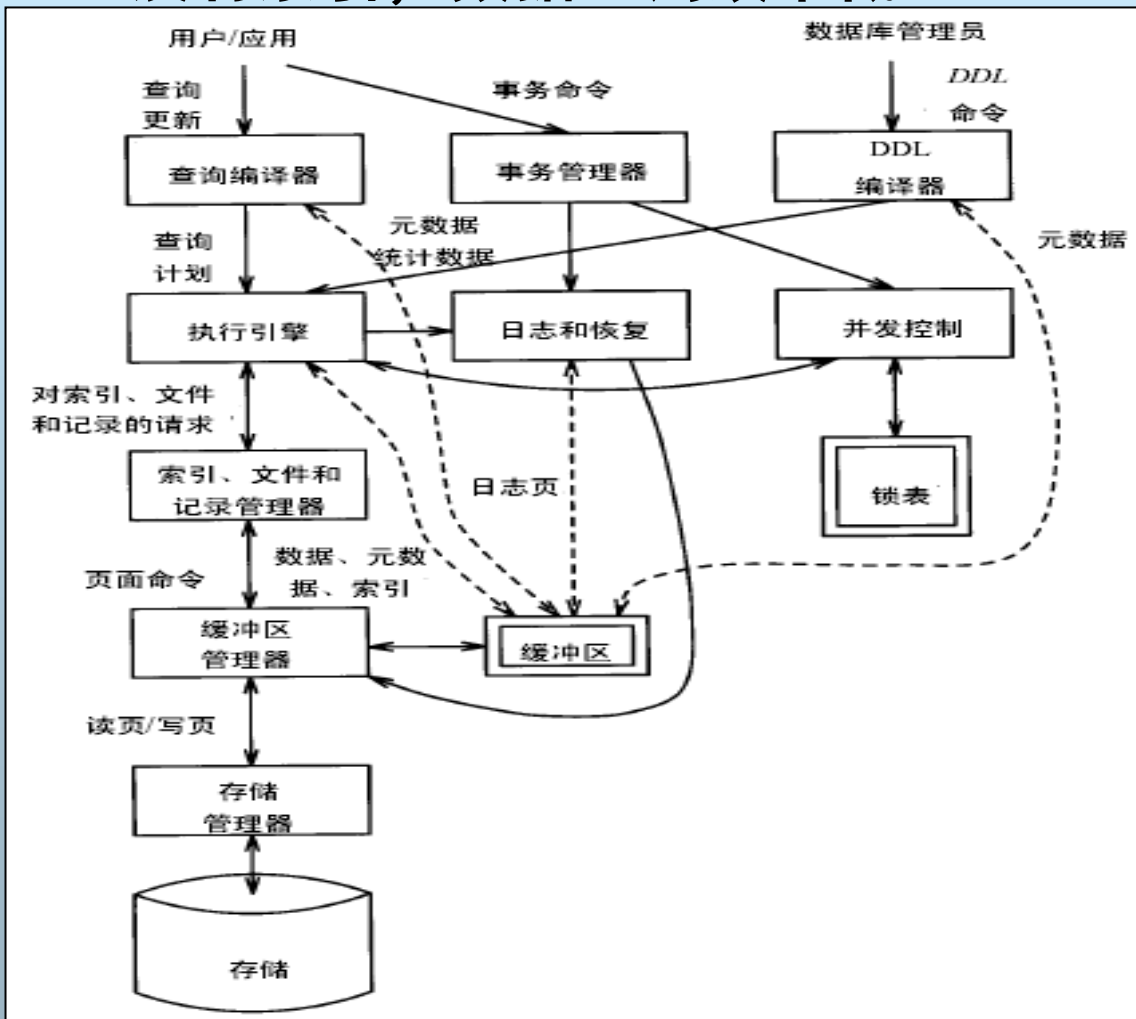 用户/应用
数据库管理员
查询
更新
事务命令
DDL
命令
查询编译器
事务管理器
DDL
编译器
查询
计划
元数据
统计数据
元数据
执行引擎
日志和恢复
并发控制
对索引、文件
和记录的请求
索引、文件和
记录管理器
日志页
锁表
页面命令
数据、元数
据、索引
缓冲区
管理器
缓冲区
读页/写页
存储
管理器
存储